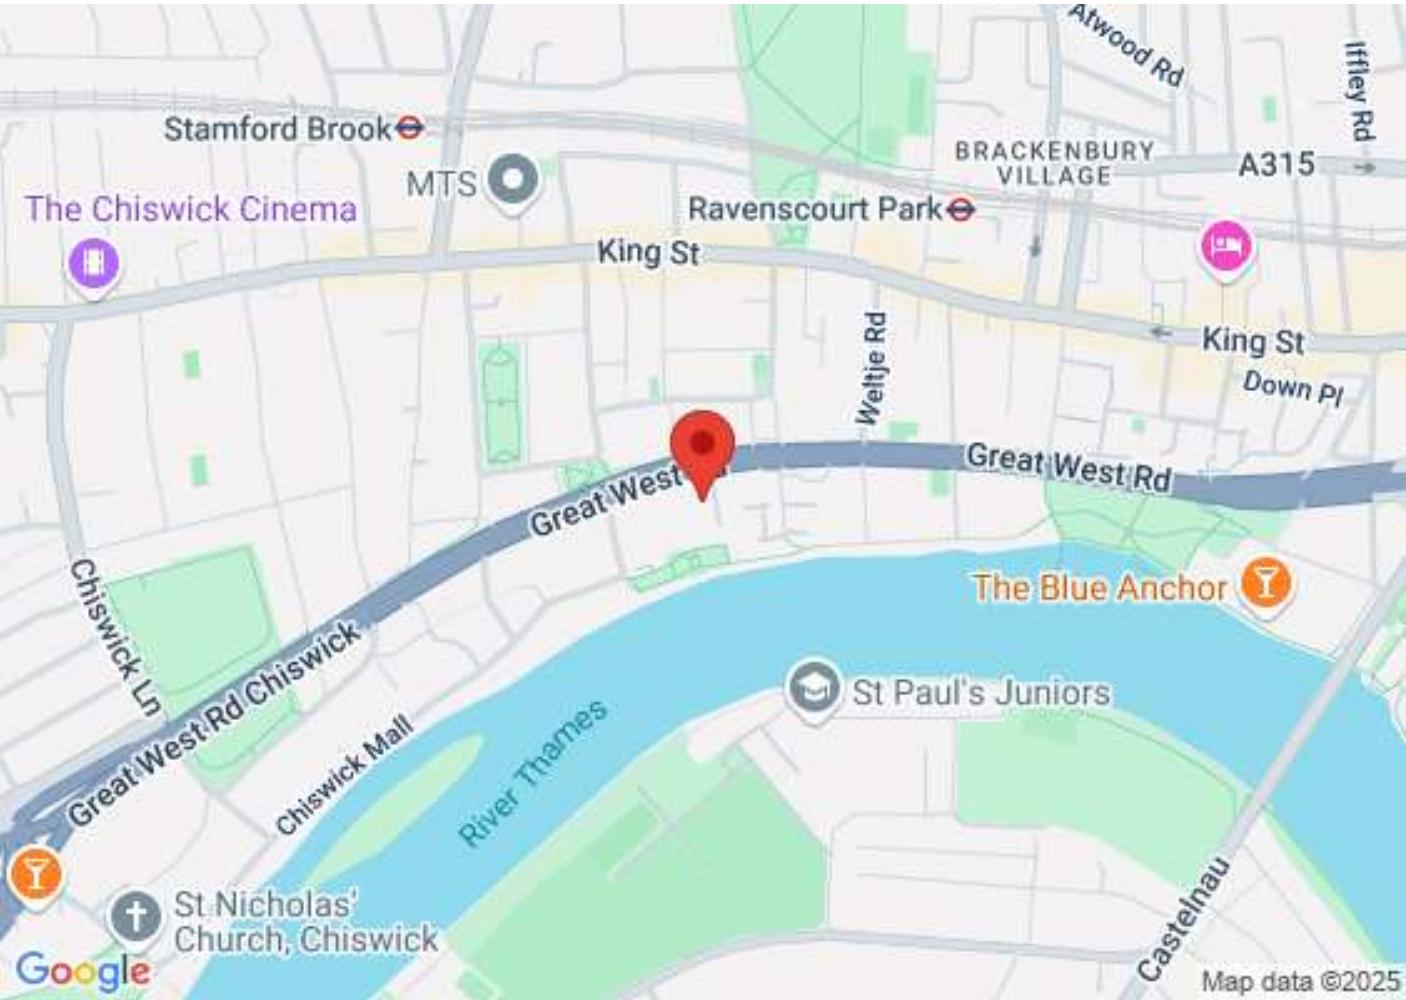 Atwood Rd
Iffley Rd
Stamford Brook
BRACKENBURY
VILLAGE
A315
MTS
The Chiswick Cinema
Ravenscourt Park
King St
Weltje Rd
King St
Down Pl
Great West Rd
Great West
The Blue Anchor
Chiswick Ln
Great West Rd Chiswick
St Paul's Juniors
Chiswick Mall
River Thames
Castelnau
St Nicholas'
Church, Chiswick
Google
Map data ©2025